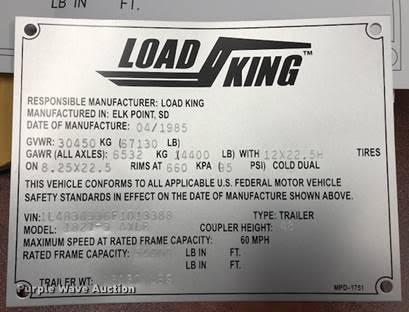 LB IN FT.
LOAD KING™
RESPONSIBLE MANUFACTURER: LOAD KING
MANUFACTURED IN: ELK POINT, SD
DATE OF MANUFACTURE: 04/1985
GVWR: 30450 KG (67130 LB)
GAWR (ALL AXLES): 6532 KG (14400 LB) WITH 12X22.5H TIRES
ON 8.25X22.5 RIMS AT 660 KPA (95 PSI) COLD DUAL
THIS VEHICLE CONFORMS TO ALL APPLICABLE U.S. FEDERAL MOTOR VEHICLE
SAFETY STANDARDS IN EFFECT ON THE DATE OF MANUFACTURE SHOWN ABOVE.
VIN: TYPE: TRAILER
MODEL: COUPLER HEIGHT:
MAXIMUM SPEED AT RATED FRAME CAPACITY: 60 MPH
RATED FRAME CAPACITY: LB IN FT.
LB IN FT.
TRAILER WT:
MPD-1751
Purple Wave Auction